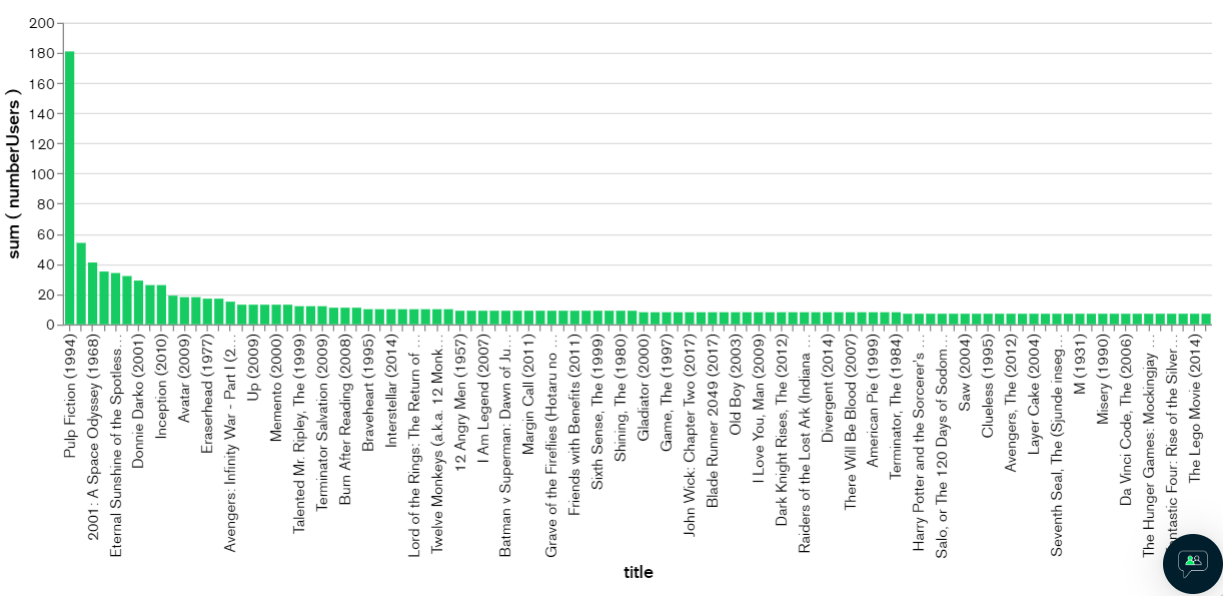 200
180
160
140
120
100
80
60
40
20
0
sum ( numberUsers )
Pulp Fiction (1994)
2001: A Space Odyssey (1968)
Eternal Sunshine of the Spotless…
Donnie Darko (2001)
Inception (2010)
Avatar (2009)
Eraserhead (1977)
Avengers: Infinity War - Part I (2…
Up (2009)
Memento (2000)
Talented Mr. Ripley, The (1999)
Terminator Salvation (2009)
Burn After Reading (2008)
Braveheart (1995)
Interstellar (2014)
Lord of the Rings: The Return of …
Twelve Monkeys (a.k.a. 12 Monk…
12 Angry Men (1957)
I Am Legend (2007)
Batman v Superman: Dawn of Ju…
Margin Call (2011)
Grave of the Fireflies (Hotaru no …
Friends with Benefits (2011)
Sixth Sense, The (1999)
Shining, The (1980)
Gladiator (2000)
Game, The (1997)
John Wick: Chapter Two (2017)
Blade Runner 2049 (2017)
Old Boy (2003)
I Love You, Man (2009)
Dark Knight Rises, The (2012)
Raiders of the Lost Ark (Indiana …
Divergent (2014)
There Will Be Blood (2007)
American Pie (1999)
Terminator, The (1984)
Harry Potter and the Sorcerer's …
Salo, or The 120 Days of Sodom…
Saw (2004)
Clueless (1995)
Avengers, The (2012)
Layer Cake (2004)
Seventh Seal, The (Sjunde inseg…
M (1931)
Misery (1990)
Da Vinci Code, The (2006)
The Hunger Games: Mockingjay …
ntastic Four: Rise of the Silver…
The Lego Movie (2014)
title